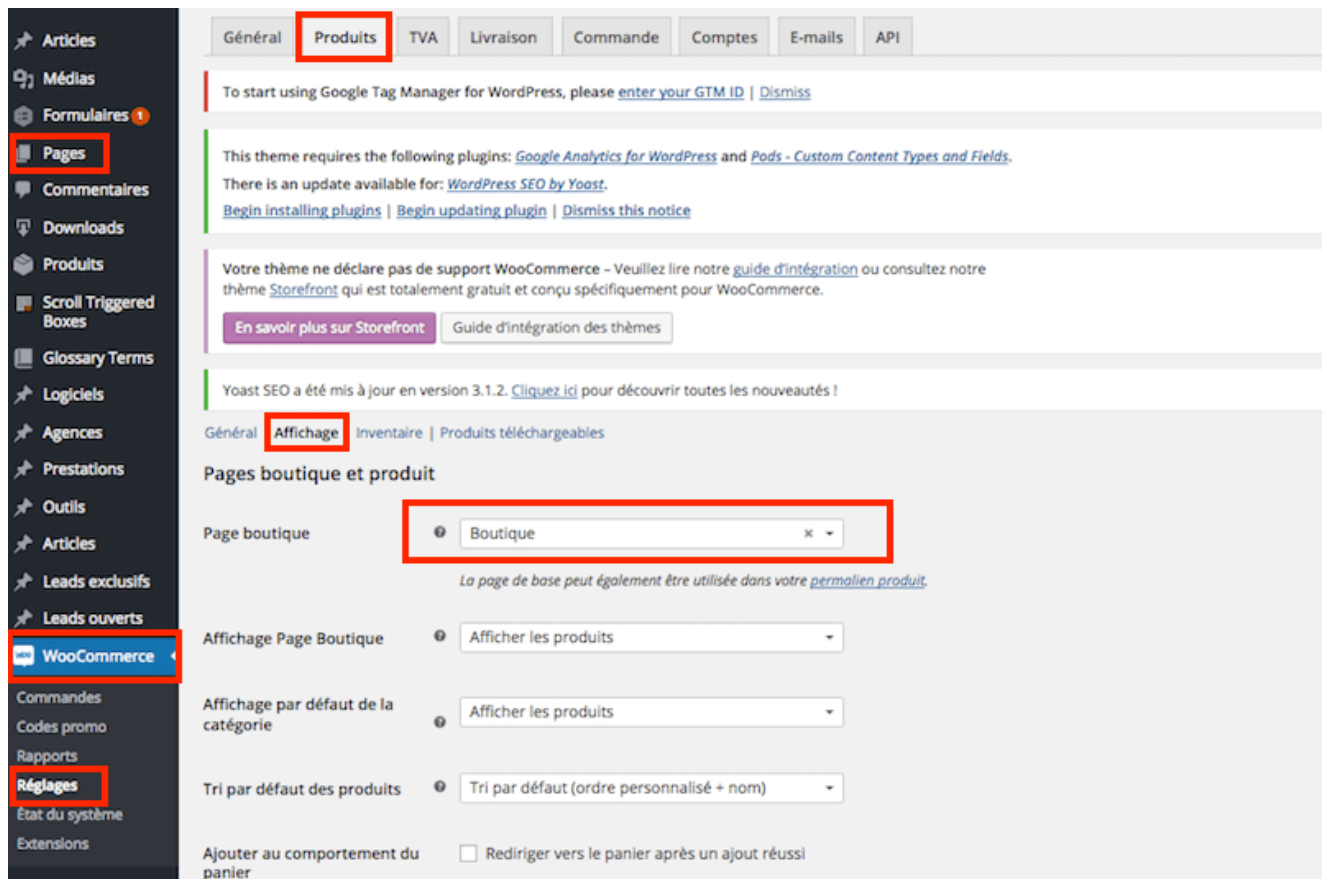 Articles
Médias
Formulaires 1
Pages
Commentaires
Downloads
Produits
Scroll Triggered
Boxes
Glossary Terms
Logiciels
Agences
Prestations
Outils
Articles
Leads exclusifs
Leads ouverts
WooCommerce
Commandes
Codes promo
Rapports
Réglages
État du système
Extensions
Général Produits TVA Livraison Commande Comptes E-mails API
To start using Google Tag Manager for WordPress, please enter your GTM ID | Dismiss
This theme requires the following plugins: Google Analytics for WordPress and Pods - Custom Content Types and Fields.
There is an update available for: WordPress SEO by Yoast.
Begin installing plugins | Begin updating plugin | Dismiss this notice
Votre thème ne déclare pas de support WooCommerce – Veuillez lire notre guide d'intégration ou consultez notre
thème Storefront qui est totalement gratuit et conçu spécifiquement pour WooCommerce.
En savoir plus sur Storefront Guide d'intégration des thèmes
Yoast SEO a été mis à jour en version 3.1.2. Cliquez ici pour découvrir toutes les nouveautés !
Général Affichage Inventaire | Produits téléchargeables
Pages boutique et produit
Page boutique ? Boutique ×
La page de base peut également être utilisée dans votre permalien produit.
Affichage Page Boutique ? Afficher les produits
Affichage par défaut de la
catégorie ? Afficher les produits
Tri par défaut des produits ? Tri par défaut (ordre personnalisé + nom)
Ajouter au comportement du
panier
Rediriger vers le panier après un ajout réussi